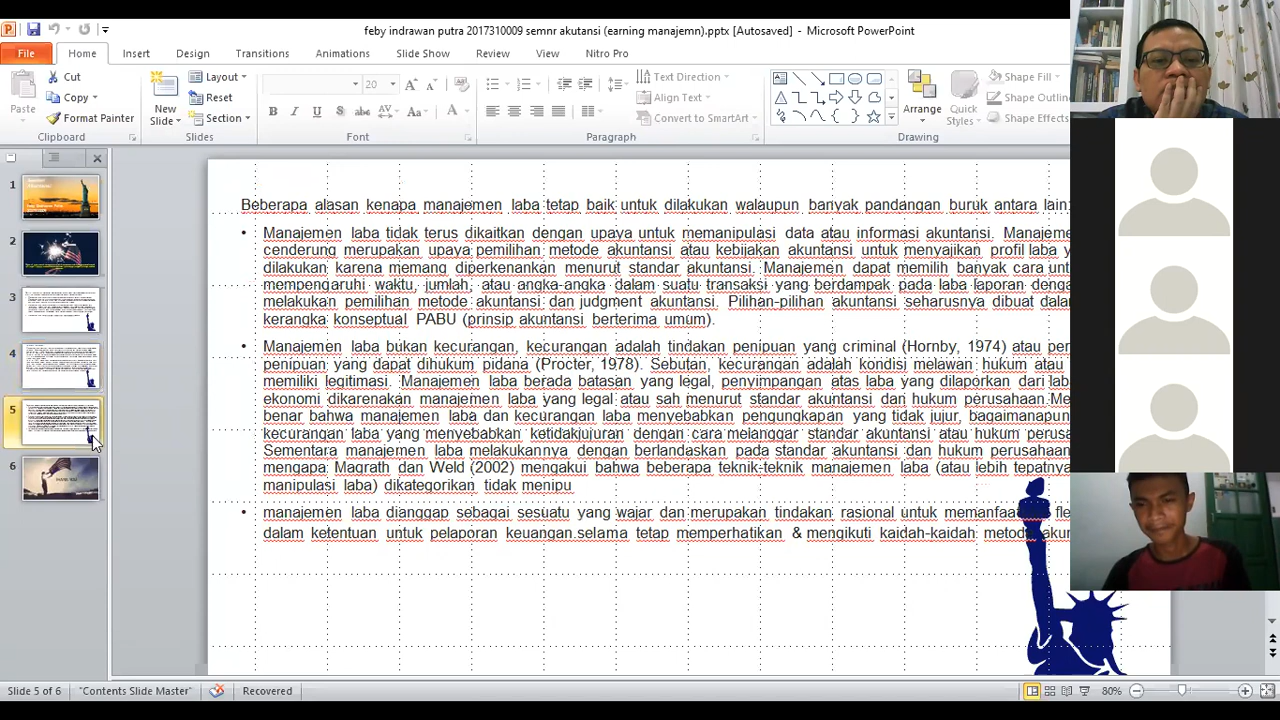 feby indrawan putra 2017310009 semnr akutansi (earning manajemn).pptx [Autosaved] - Microsoft PowerPoint
File Home Insert Design Transitions Animations Slide Show Review View Nitro Pro
Cut Layout 20 Text Direction Shape Fill
Copy Reset Align Text Shape Outlin
Paste Format Painter New Slide Section Convert to SmartArt Arrange Quick Styles Shape Effects
Clipboard Slides Font Paragraph Drawing
1
2
3
4
5
6
THANK YOU
Beberapa alasan kenapa manajemen laba tetap baik untuk dilakukan walaupun banyak pandangan buruk antara lain:
• Manajemen laba tidak terus dikaitkan dengan upaya untuk memanipulasi data atau informasi akuntansi. Manajeme
cenderung merupakan upaya pemilihan metode akuntansi atau kebijakan akuntansi untuk menyajikan profil laba y
dilakukan karena memang diperkenankan menurut standar akuntansi. Manajemen dapat memilih banyak cara unt
mempengaruhi waktu, jumlah, atau angka-angka dalam suatu transaksi yang berdampak pada laba laporan denga
melakukan pemilihan metode akuntansi dan judgment akuntansi. Pilihan-pilihan akuntansi seharusnya dibuat dalan
kerangka konseptual PABU (prinsip akuntansi berterima umum).
• Manajemen laba bukan kecurangan, kecurangan adalah tindakan penipuan yang criminal (Hornby, 1974) atau per
penipuan yang dapat dihukum pidana (Procter, 1978). Sebutan, kecurangan adalah kondisi melawan hukum atau
memiliki legitimasi. Manajemen laba berada batasan yang legal, penyimpangan atas laba yang dilaporkan dari lab
ekonomi dikarenakan manajemen laba yang legal atau sah menurut standar akuntansi dan hukum perusahaan.Me
benar bahwa manajemen laba dan kecurangan laba menyebabkan pengungkapan yang tidak jujur, bagaimanapun
kecurangan laba yang menyebabkan ketidakjujuran dengan cara melanggar standar akuntansi atau hukum perusa
Sementara manajemen laba melakukannya dengan berlandaskan pada standar akuntansi dan hukum perusahaan
mengapa Magrath dan Weld (2002) mengakui bahwa beberapa teknik-teknik manajemen laba (atau lebih tepatny
manipulasi laba) dikategorikan tidak menipu
• manajemen laba dianggap sebagai sesuatu yang wajar dan merupakan tindakan rasional untuk memanfaa fle
dalam ketentuan untuk pelaporan keuangan.selama tetap memperhatikan & mengikuti kaidah-kaidah metod akun
Slide 5 of 6 "Contents Slide Master" Recovered 80%